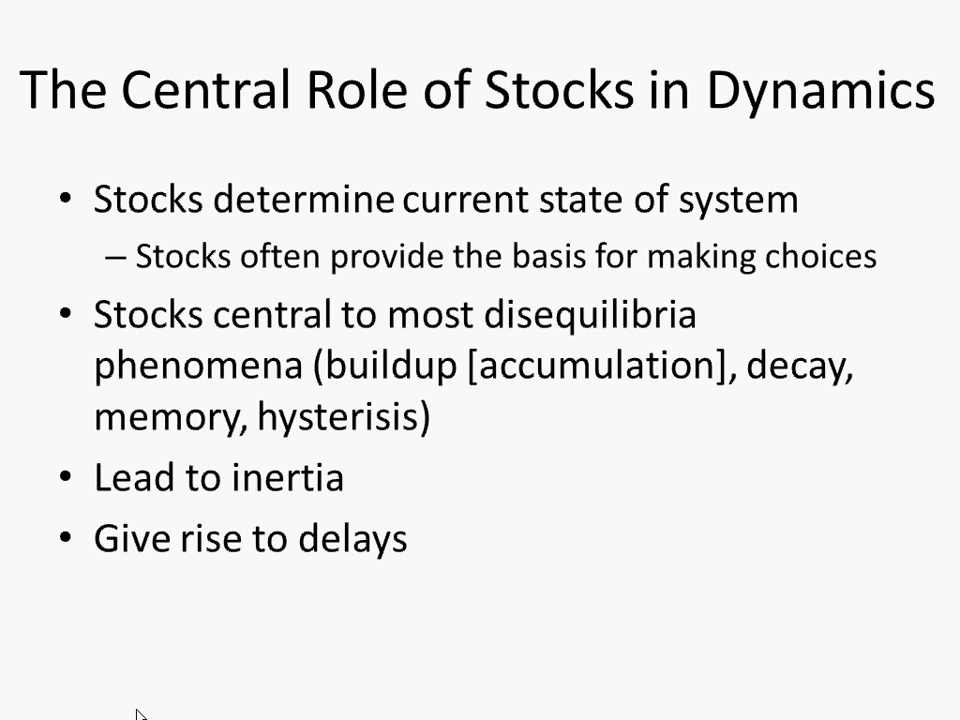 The Central Role of Stocks in Dynamics
• Stocks determine current state of system
– Stocks often provide the basis for making choices
• Stocks central to most disequilibria
phenomena (buildup [accumulation], decay,
memory, hysterisis)
• Lead to inertia
• Give rise to delays